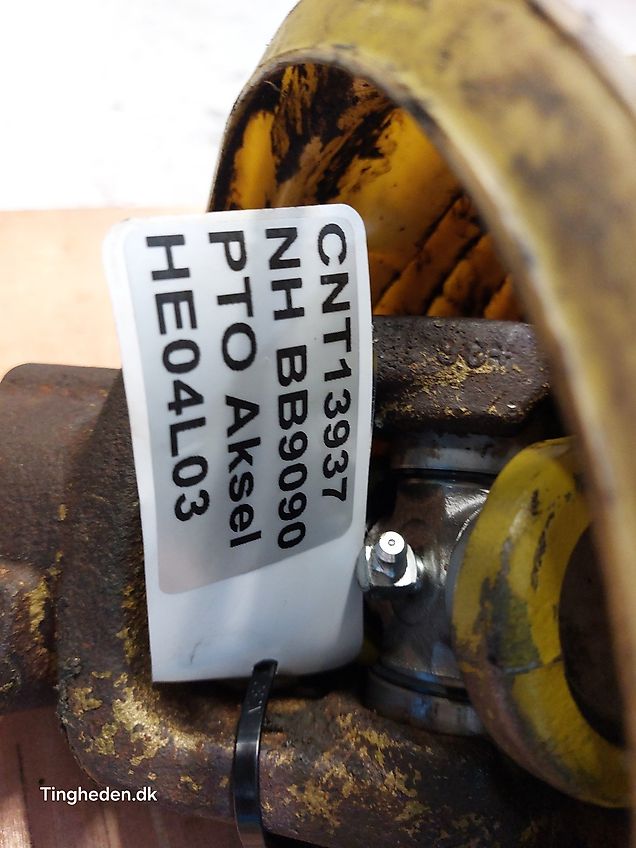 CNT13937
NH BB9090
PTO Aksel
HE04L03
Tingheden.dk